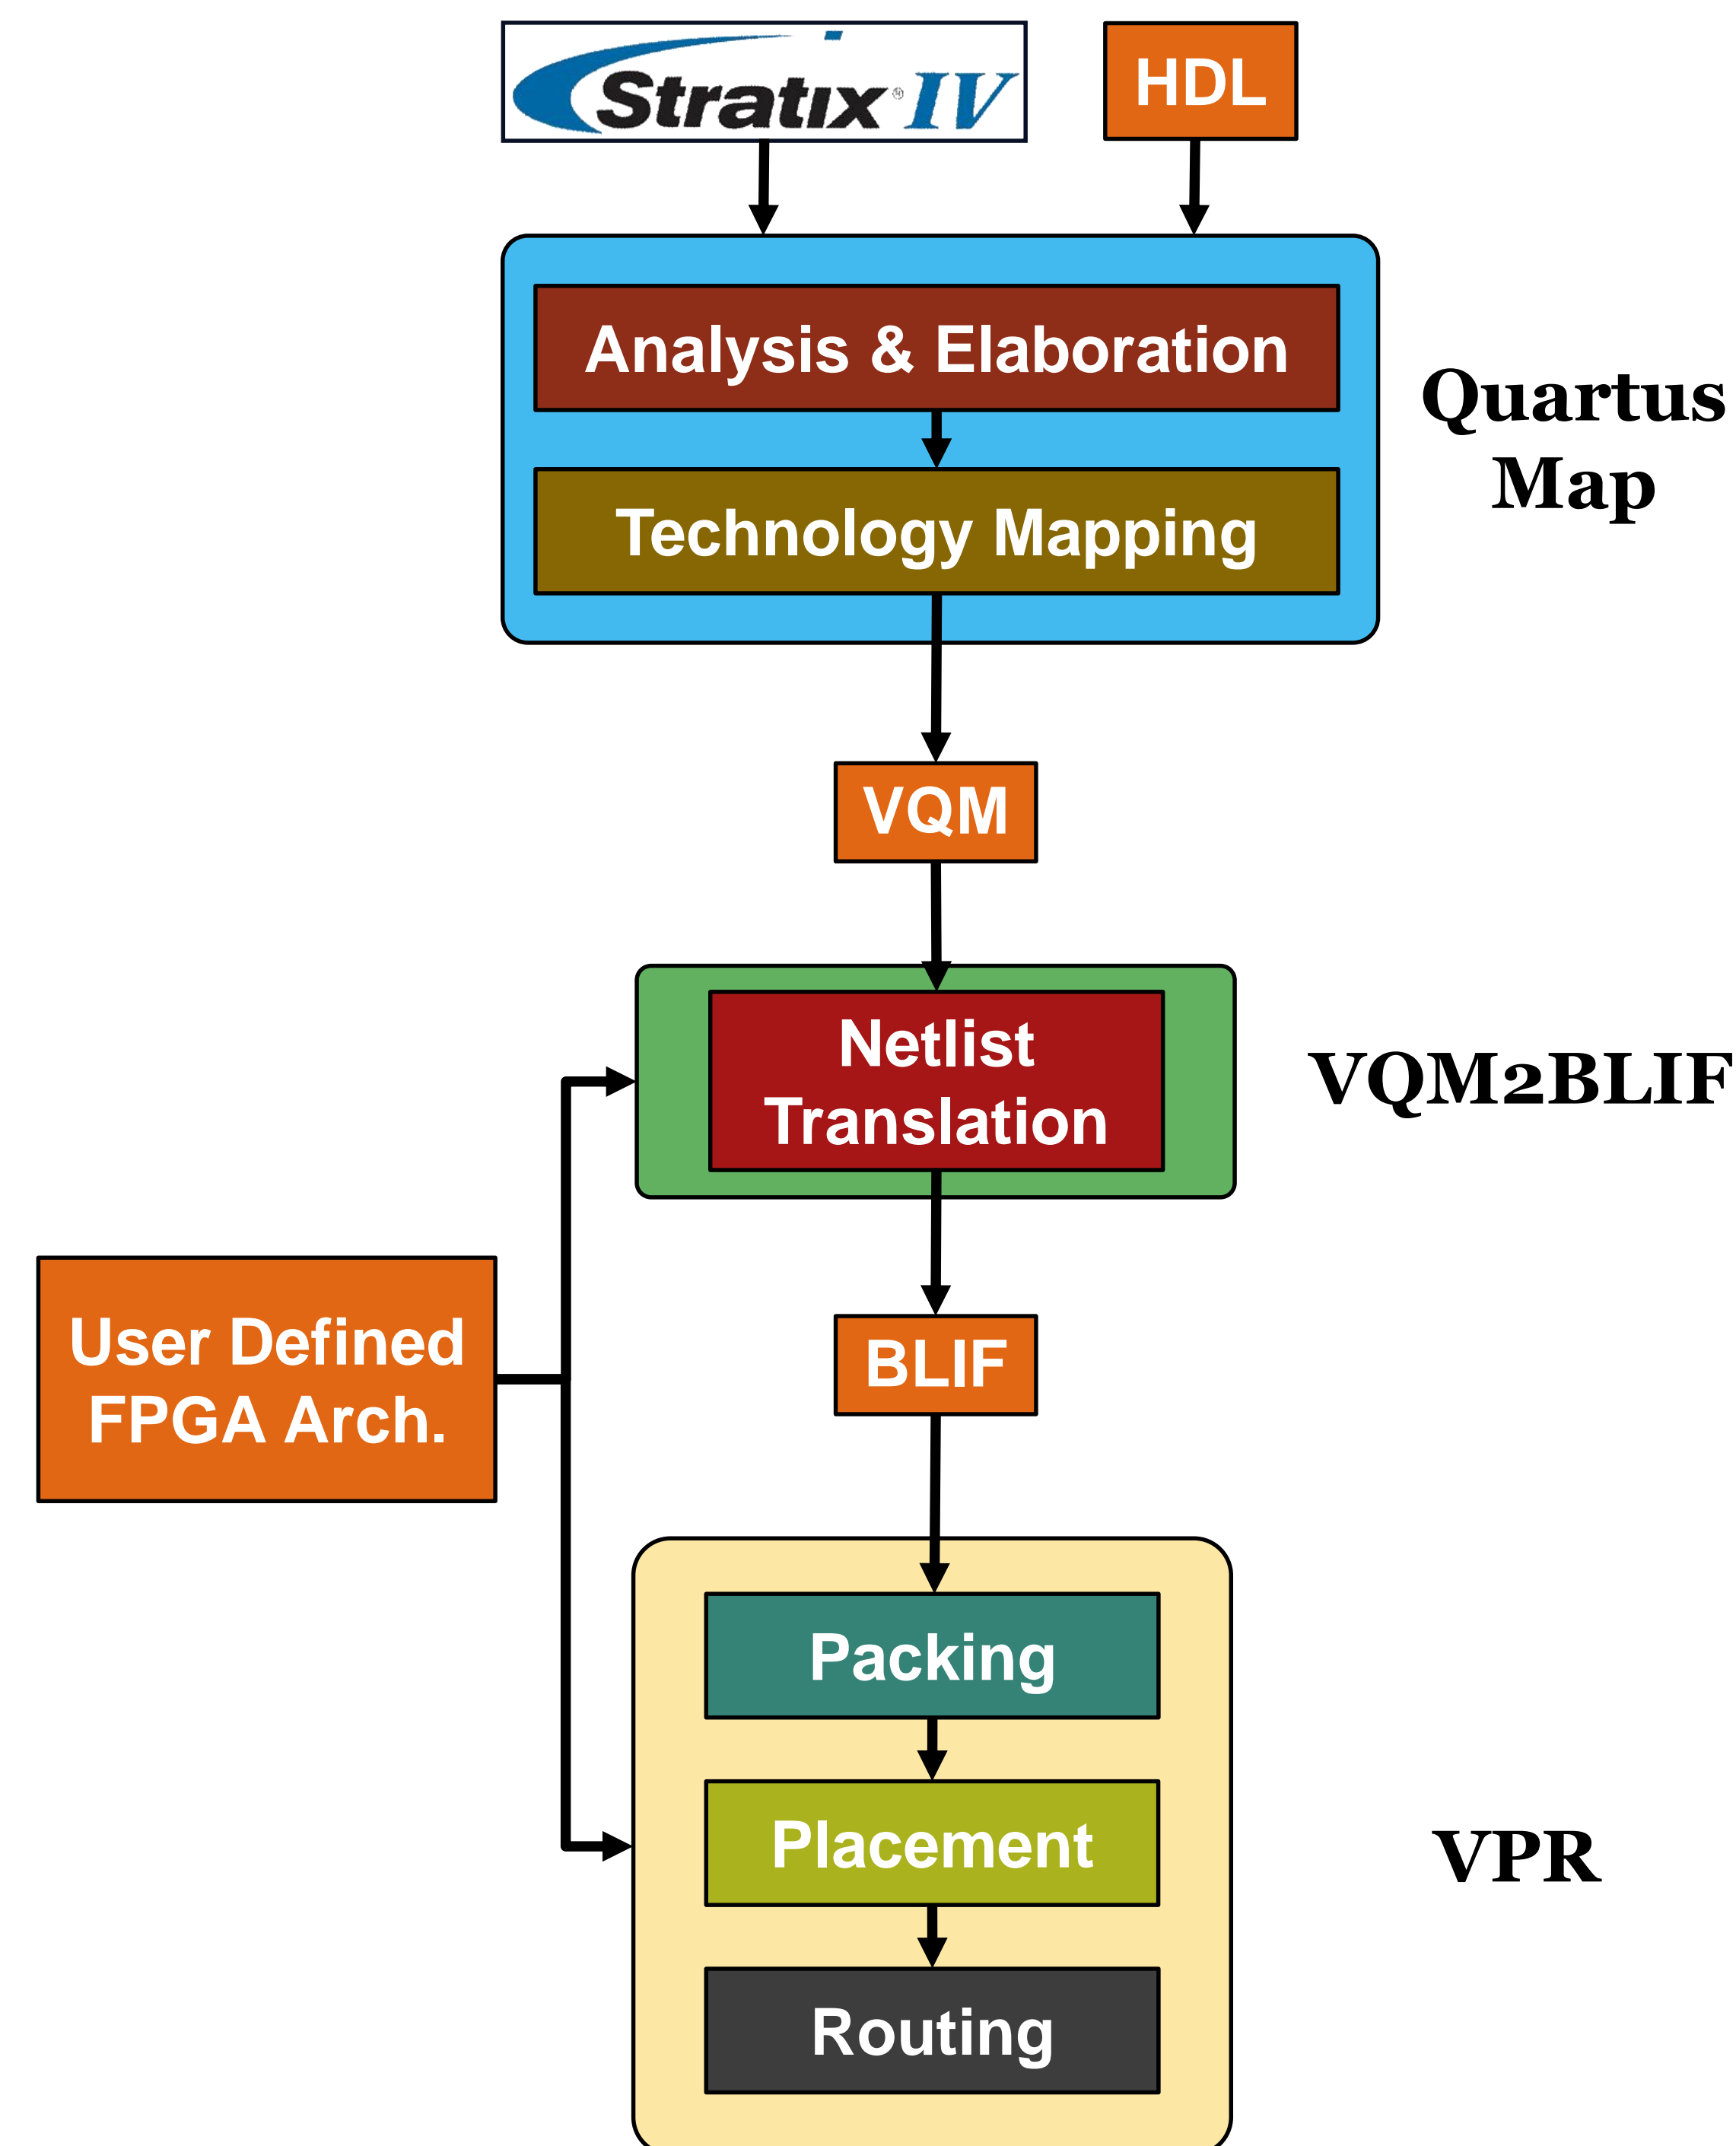 Stratix® IV
HDL
Analysis & Elaboration
Quartus
Map
Technology Mapping
VQM
Netlist
Translation
VQM2BLIF
User Defined
FPGA Arch.
BLIF
Packing
Placement
VPR
Routing